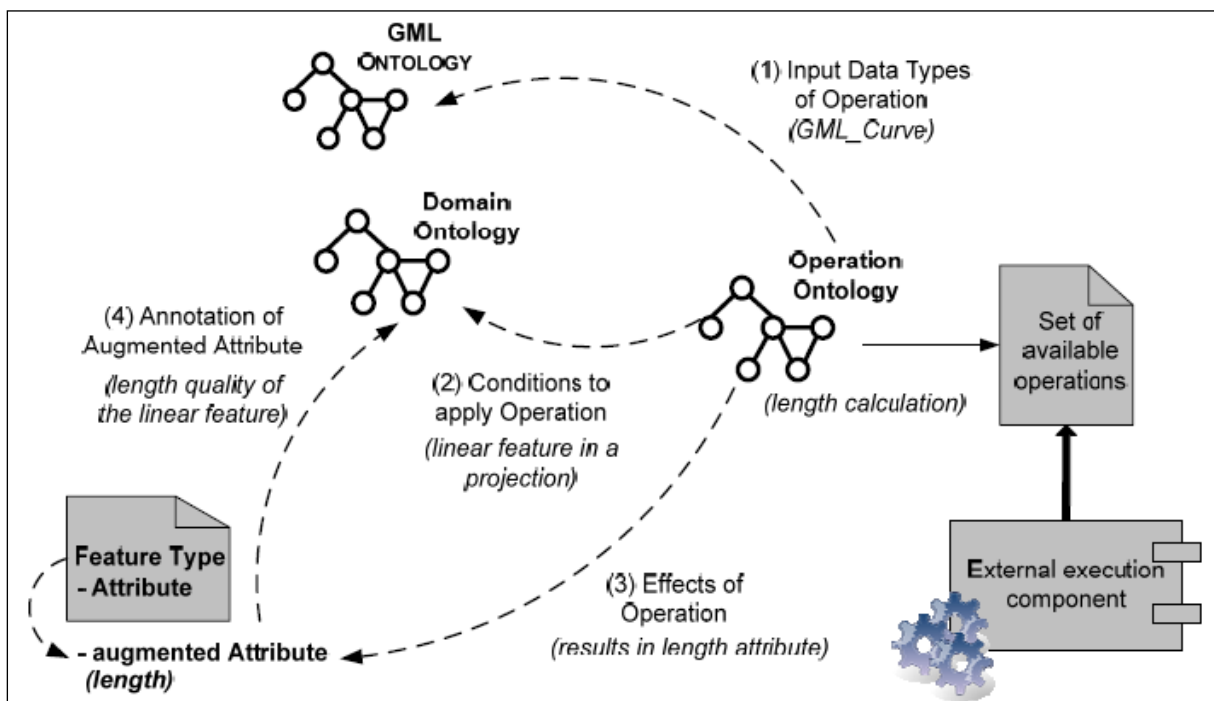 GML
ONTOLOGY
(1) Input Data Types
of Operation
(GML_Curve)
Domain
Ontology
Operation
Ontology
Set of
available
operations
(4) Annotation of
Augmented Attribute
(length quality of
the linear feature)
(2) Conditions to
apply Operation
(linear feature in a
projection)
(length calculation)
Feature Type
- Attribute
- augmented Attribute
(length)
(3) Effects of
Operation
(results in length attribute)
External execution
component